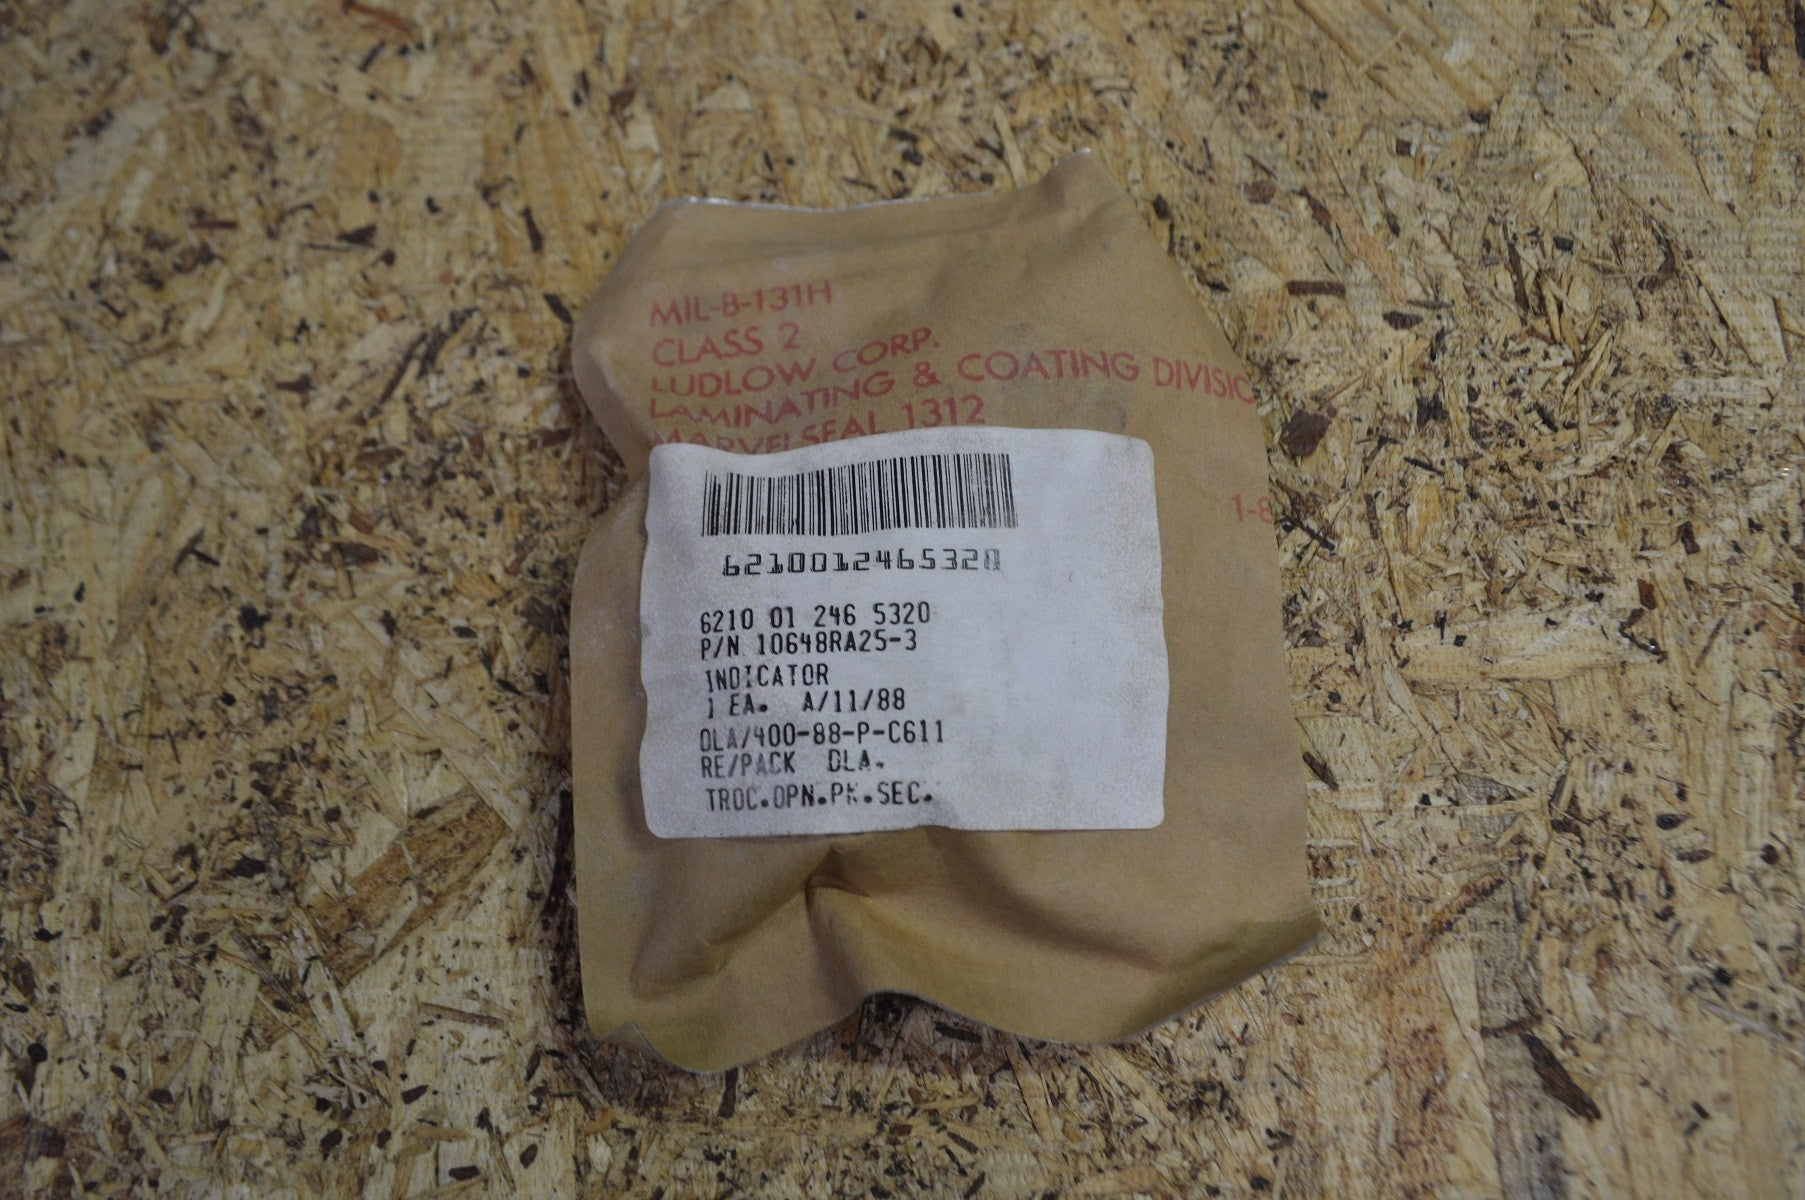 MIL-B-131H
CLASS 2
LUDLOW CORP.
LAMINATING & COATING DIVISIO
MARVELSEAL 1312
1-8
6210012465320
6210 01 246 5320
P/N 10648RA25-3
INDICATOR
1 EA. A/11/88
DLA/400-88-P-C611
RE/PACK DLA.
TROC.OPN.PK.SEC.